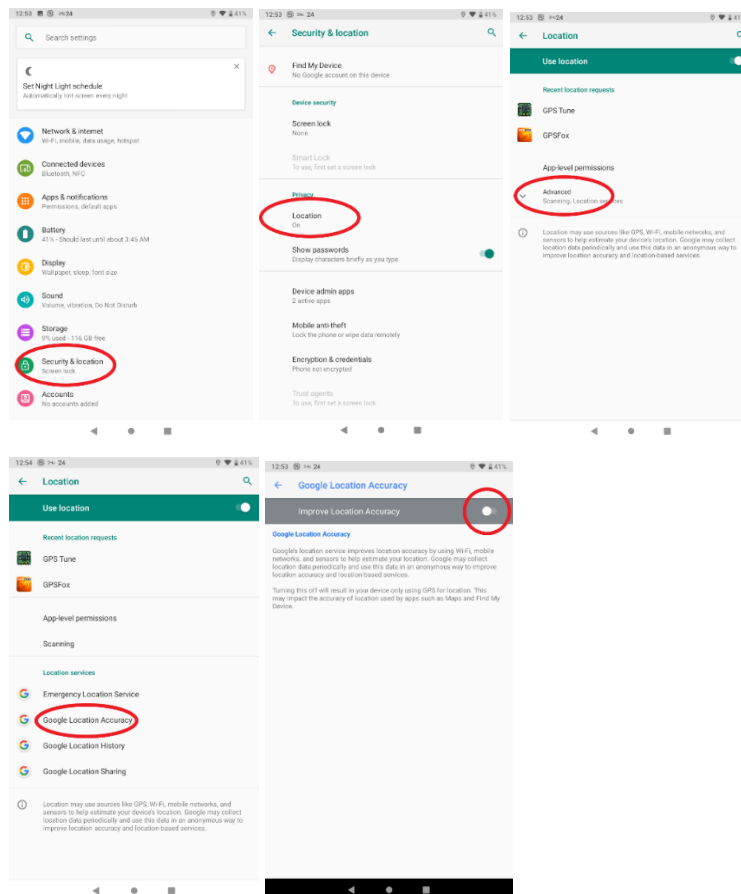 12:53 24 41%
Search settings
Set Night Light schedule
Automatically tint screen every night
Network & internet
Wi-Fi, mobile, data usage, hotspot
Connected devices
Bluetooth, NFC
Apps & notifications
Permissions, default apps
Battery
41% - Should last until about 3:45 AM
Display
Wallpaper, sleep, font size
Sound
Volume, vibration, Do Not Disturb
Storage
9% used - 116 GB free
Security & location
Screen lock
Accounts
No accounts added
12:53 24 41%
Security & location
Find My Device
No Google account on this device
Device security
Screen lock
None
Smart Lock
To use, first set a screen lock
Privacy
Location
On
Show passwords
Display characters briefly as you type
Device admin apps
2 active apps
Mobile anti-theft
Lock the phone or wipe data remotely
Encryption & credentials
Phone not encrypted
Trust agents
To use, first set a screen lock
12:53 24
Location
Use location
Recent location requests
GPS Tune
GPSFox
App-level permissions
Advanced
Scanning, Location services
Location may use sources like GPS, Wi-Fi, mobile networks, and
sensors to help estimate your device's location. Google may collect
location data periodically and use this data in an anonymous way to
improve location accuracy and location-based services.
12:54 24 41%
Location
Use location
Recent location requests
GPS Tune
GPSFox
App-level permissions
Scanning
Location services
Emergency Location Service
Google Location Accuracy
Google Location History
Google Location Sharing
Location may use sources like GPS, Wi-Fi, mobile networks, and
sensors to help estimate your device's location. Google may collect
location data periodically and use this data in an anonymous way to
improve location accuracy and location-based services.
12:53 24 41%
Google Location Accuracy
Improve Location Accuracy
Google Location Accuracy
Google's location service improves location accuracy by using Wi-Fi, mobile
networks, and sensors to help estimate your location. Google may collect
location data periodically and use this data in an anonymous way to improve
location accuracy and location-based services.
Turning this off will result in your device only using GPS for location. This
may impact the accuracy of location used by apps such as Maps and Find My
Device.